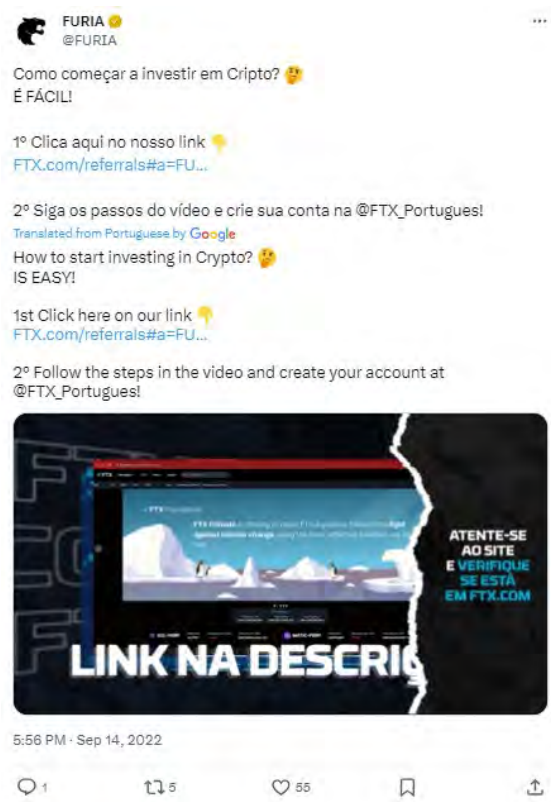 FURIA
@FURIA
Como começar a investir em Cripto? 🤔
É FÁCIL!
1º Clica aqui no nosso link 👇
FTX.com/referrals#a=FU...
2º Siga os passos do vídeo e crie sua conta na @FTX_Portugues!
Translated from Portuguese by Google
How to start investing in Crypto? 🤔
IS EASY!
1st Click here on our link 👇
FTX.com/referrals#a=FU...
2º Follow the steps in the video and create your account at
@FTX_Portugues!
ATENTE-SE
AO SITE
E VERIFIQUE
SE ESTÁ
EM FTX.COM
LINK NA DESCRIÇ
5:56 PM · Sep 14, 2022
1
5
55